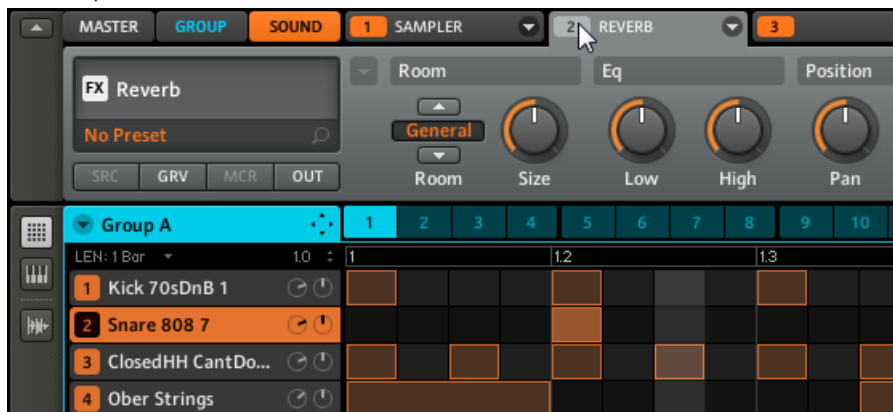 MASTER GROUP SOUND 1 SAMPLER 2 REVERB 3
FX Reverb
No Preset
SRC GRV MCR OUT
Room Eq Position
General
Room Size Low High Pan
Group A 1 2 3 4 5 6 7 8 9 10
LEN: 1 Bar 1.0 1 1.2 1.3
1 Kick 70sDnB 1
2 Snare 808 7
3 ClosedHH CantDo...
4 Ober Strings